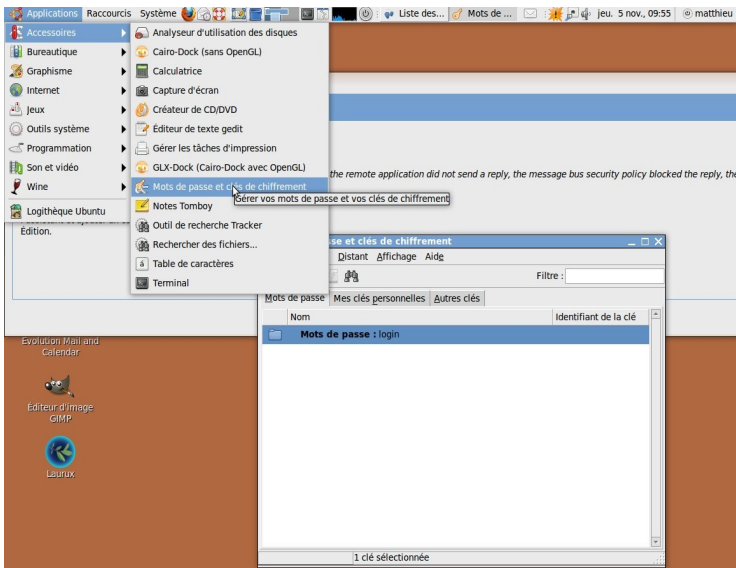 Applications Raccourcis Système Liste des... Mots de ... jeu. 5 nov., 09:55 matthieu
Accessoires
Bureautique
Graphisme
Internet
Jeux
Outils système
Programmation
Son et vidéo
Wine
Logithèque Ubuntu
Analyseur d'utilisation des disques
Cairo-Dock (sans OpenGL)
Calculatrice
Capture d'écran
Créateur de CD/DVD
Éditeur de texte gedit
Gérer les tâches d'impression
GLX-Dock (Cairo-Dock avec OpenGL)
Mots de passe et clés de chiffrement
Notes Tomboy
Outil de recherche Tracker
Rechercher des fichiers...
Table de caractères
Terminal
Gérer vos mots de passe et vos clés de chiffrement
the remote application did not send a reply, the message bus security policy blocked the reply, the
Édition.
et clés de chiffrement
Distant Affichage Aide
Filtre :
Mots de passe Mes clés personnelles Autres clés
Nom Identifiant de la clé
Mots de passe : login
1 clé sélectionnée
Evolution Mail and
Calendar
Éditeur d'image
GIMP
Laurux